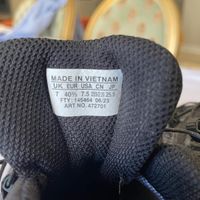 MADE IN VIETNAM
UK EUR USA CN JP
7 40⅔ 7.5 25.5
FTY: 145464 06/23
ART NO. 472701